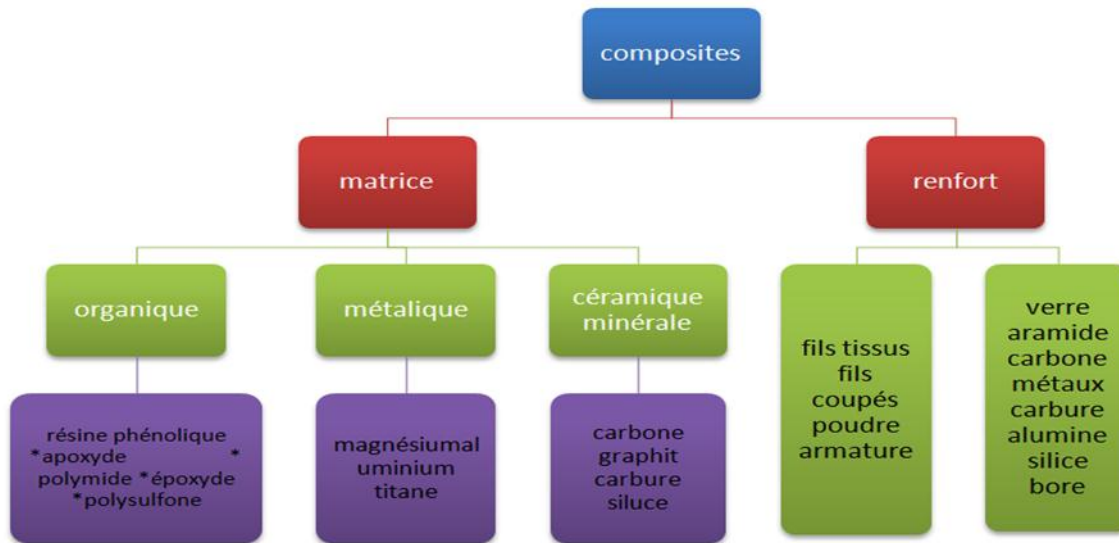 composites
matrice
renfort
organique
métalique
céramique
minérale
résine phénolique
*apoxyde *
polymide *époxyde
*polysulfone
magnésiumal
uminium
titane
carbone
graphit
carbure
siluce
fils tissus
fils
coupés
poudre
armature
verre
aramide
carbone
métaux
carbure
alumine
silice
bore